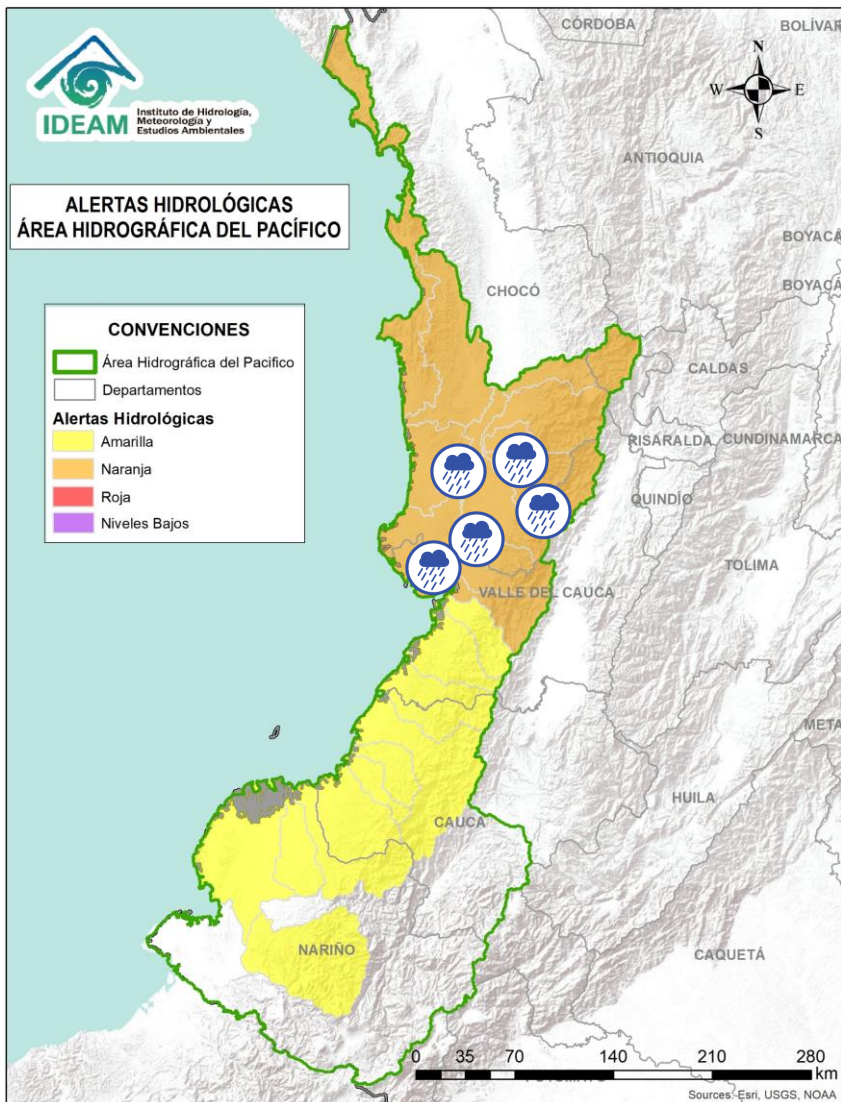 IDEAM
Instituto de Hidrología,
Meteorología y
Estudios Ambientales
ALERTAS HIDROLÓGICAS
ÁREA HIDROGRÁFICA DEL PACÍFICO
CONVENCIONES
Área Hidrográfica del Pacifico
Departamentos
Alertas Hidrológicas
Amarilla
Naranja
Roja
Niveles Bajos
N
W E
S
CÓRDOBA
BOLÍVAR
ANTIOQUIA
BOYACÁ
BOYACÁ
CHOCÓ
CALDAS
RISARALDA
CUNDINAMARCA
QUINDÍO
TOLIMA
VALLE DEL CAUCA
META
HUILA
CAUCA
NARIÑO
CAQUETÁ
0 35 70 140 210 280
km
Sources: Esri, USGS, NOAA